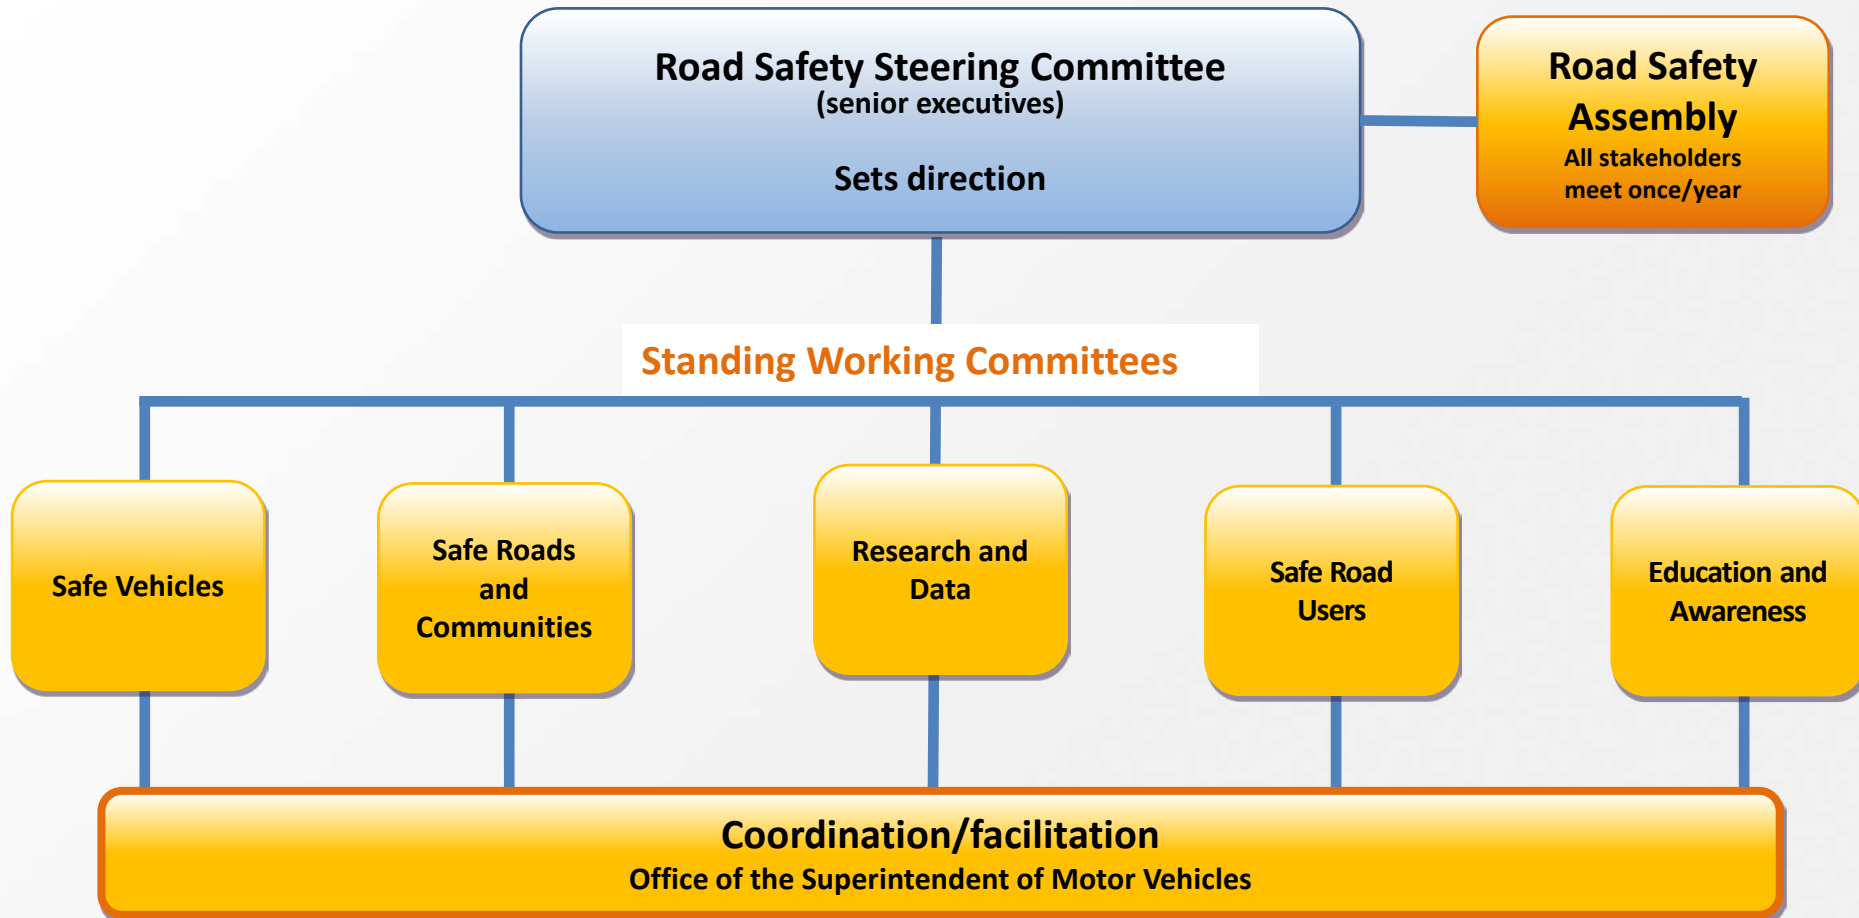 Road Safety Steering Committee
(senior executives)
Sets direction
Road Safety
Assembly
All stakeholders
meet once/year
Standing Working Committees
Safe Vehicles
Safe Roads
and
Communities
Research and
Data
Safe Road
Users
Education and
Awareness
Coordination/facilitation
Office of the Superintendent of Motor Vehicles